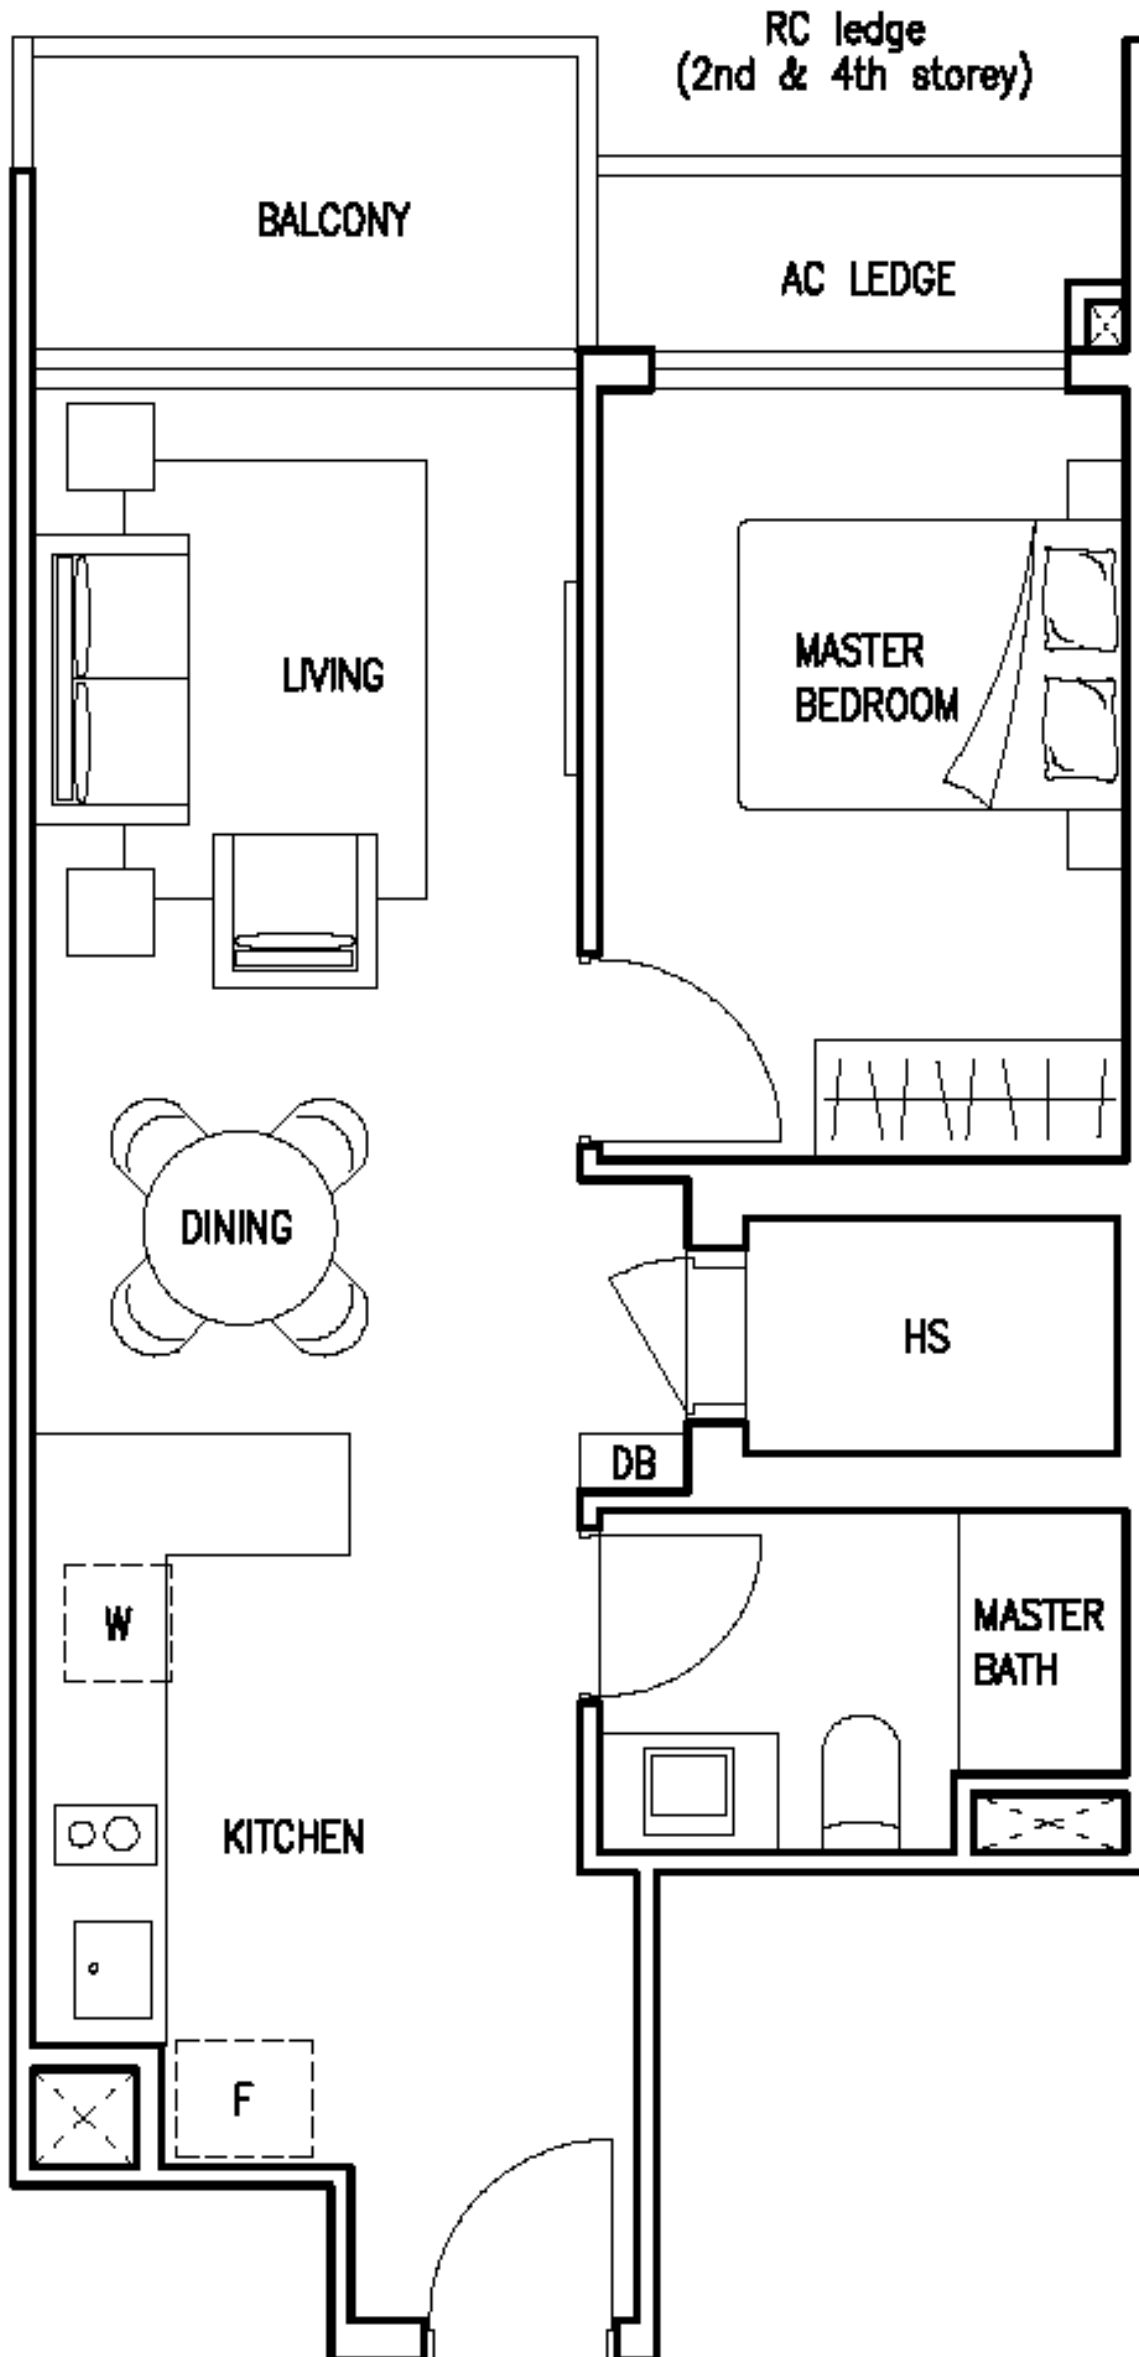 RC ledge
(2nd & 4th storey)
BALCONY
AC LEDGE
LIVING
MASTER
BEDROOM
DINING
HS
DB
W
MASTER
BATH
KITCHEN
F